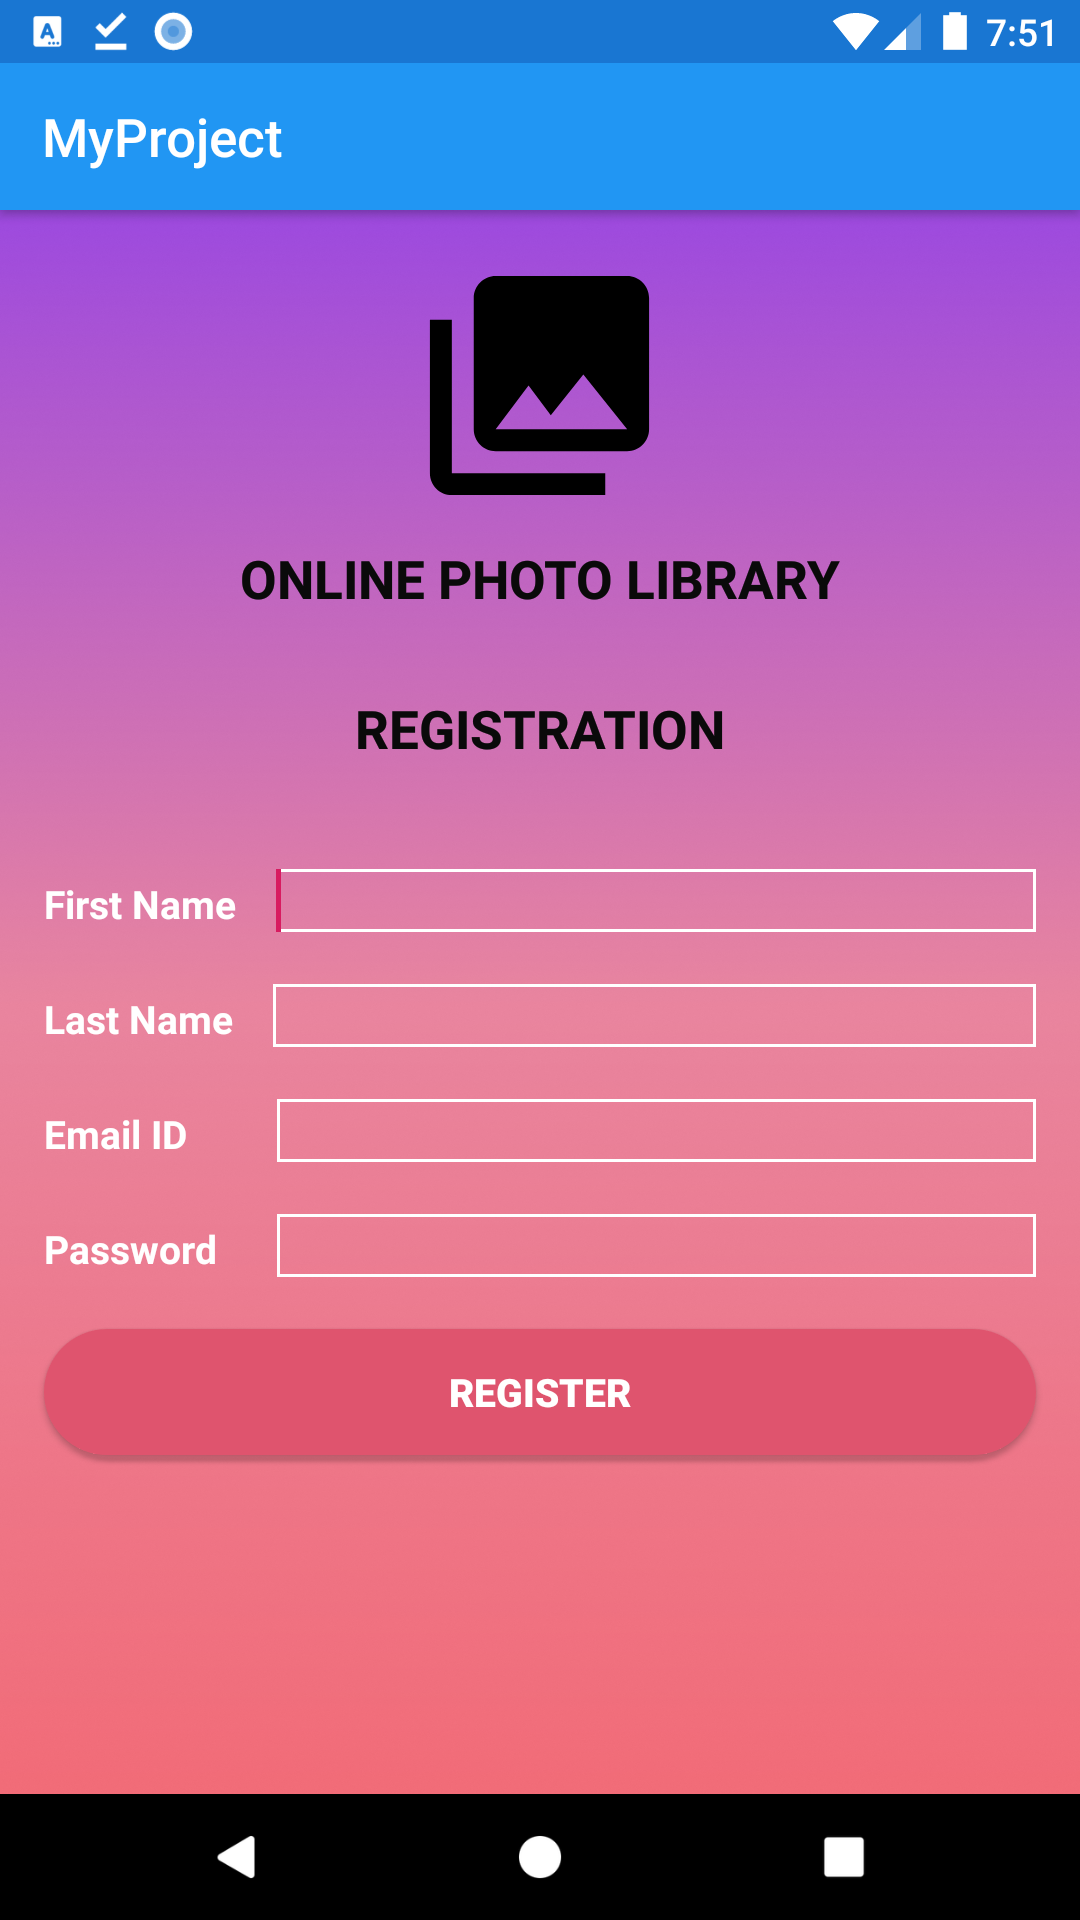 7:51
MyProject
ONLINE PHOTO LIBRARY
REGISTRATION
First Name
Last Name
Email ID
Password
REGISTER